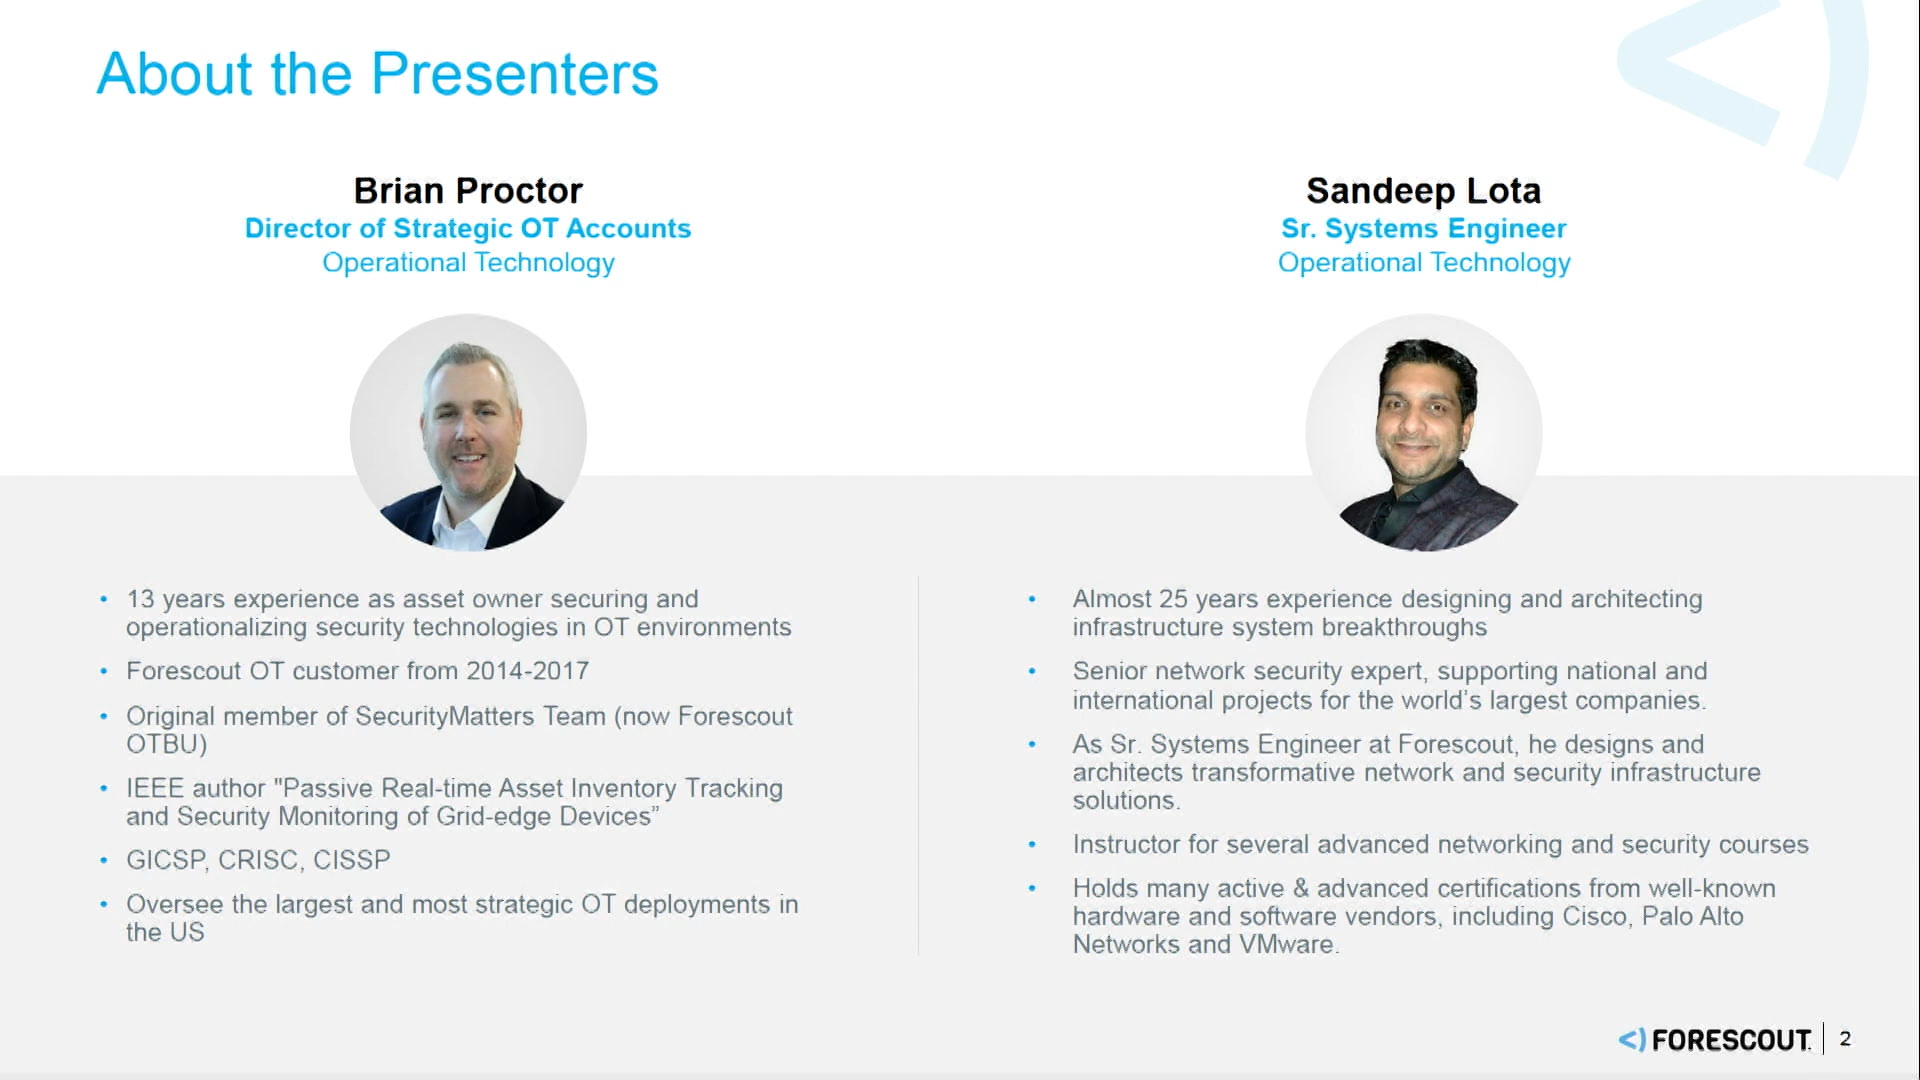 About the Presenters
Brian Proctor
Director of Strategic OT Accounts
Operational Technology
13 years experience as asset owner securing and
operationalizing security technologies in OT environments
Forescout OT customer from 2014-2017
Original member of SecurityMatters Team (now Forescout
OTBU)
IEEE author "Passive Real-time Asset Inventory Tracking
and Security Monitoring of Grid-edge Devices”
GICSP, CRISC, CISSP
Oversee the largest and most strategic OT deployments in
the US
Sandeep Lota
Sr. Systems Engineer
Operational Technology
Almost 25 years experience designing and architecting
infrastructure system breakthroughs
Senior network security expert, supporting national and
international projects for the world’s largest companies.
As Sr. Systems Engineer at Forescout, he designs and
architects transformative network and security infrastructure
solutions.
Instructor for several advanced networking and security courses
Holds many active & advanced certifications from well-known
hardware and software vendors, including Cisco, Palo Alto
Networks and VMware.
FORESCOUT. 2